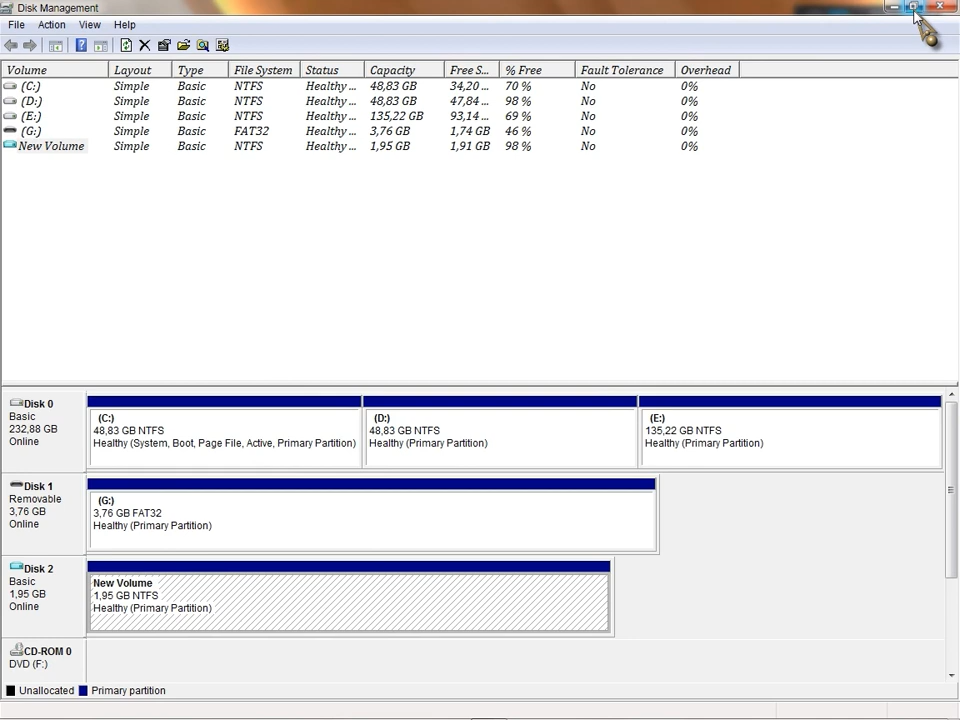 Disk Management
File Action View Help
Volume Layout Type File System Status Capacity Free S... % Free Fault Tolerance Overhead
(C:) Simple Basic NTFS Healthy ... 48,83 GB 34,20 ... 70 % No 0%
(D:) Simple Basic NTFS Healthy ... 48,83 GB 47,84 ... 98 % No 0%
(E:) Simple Basic NTFS Healthy ... 135,22 GB 93,14 ... 69 % No 0%
(G:) Simple Basic FAT32 Healthy ... 3,76 GB 1,74 GB 46 % No 0%
New Volume Simple Basic NTFS Healthy ... 1,95 GB 1,91 GB 98 % No 0%
Disk 0
Basic
232,88 GB
Online
(C:)
48,83 GB NTFS
Healthy (System, Boot, Page File, Active, Primary Partition)
(D:)
48,83 GB NTFS
Healthy (Primary Partition)
(E:)
135,22 GB NTFS
Healthy (Primary Partition)
Disk 1
Removable
3,76 GB
Online
(G:)
3,76 GB FAT32
Healthy (Primary Partition)
Disk 2
Basic
1,95 GB
Online
New Volume
1,95 GB NTFS
Healthy (Primary Partition)
CD-ROM 0
DVD (F:)
Unallocated Primary partition